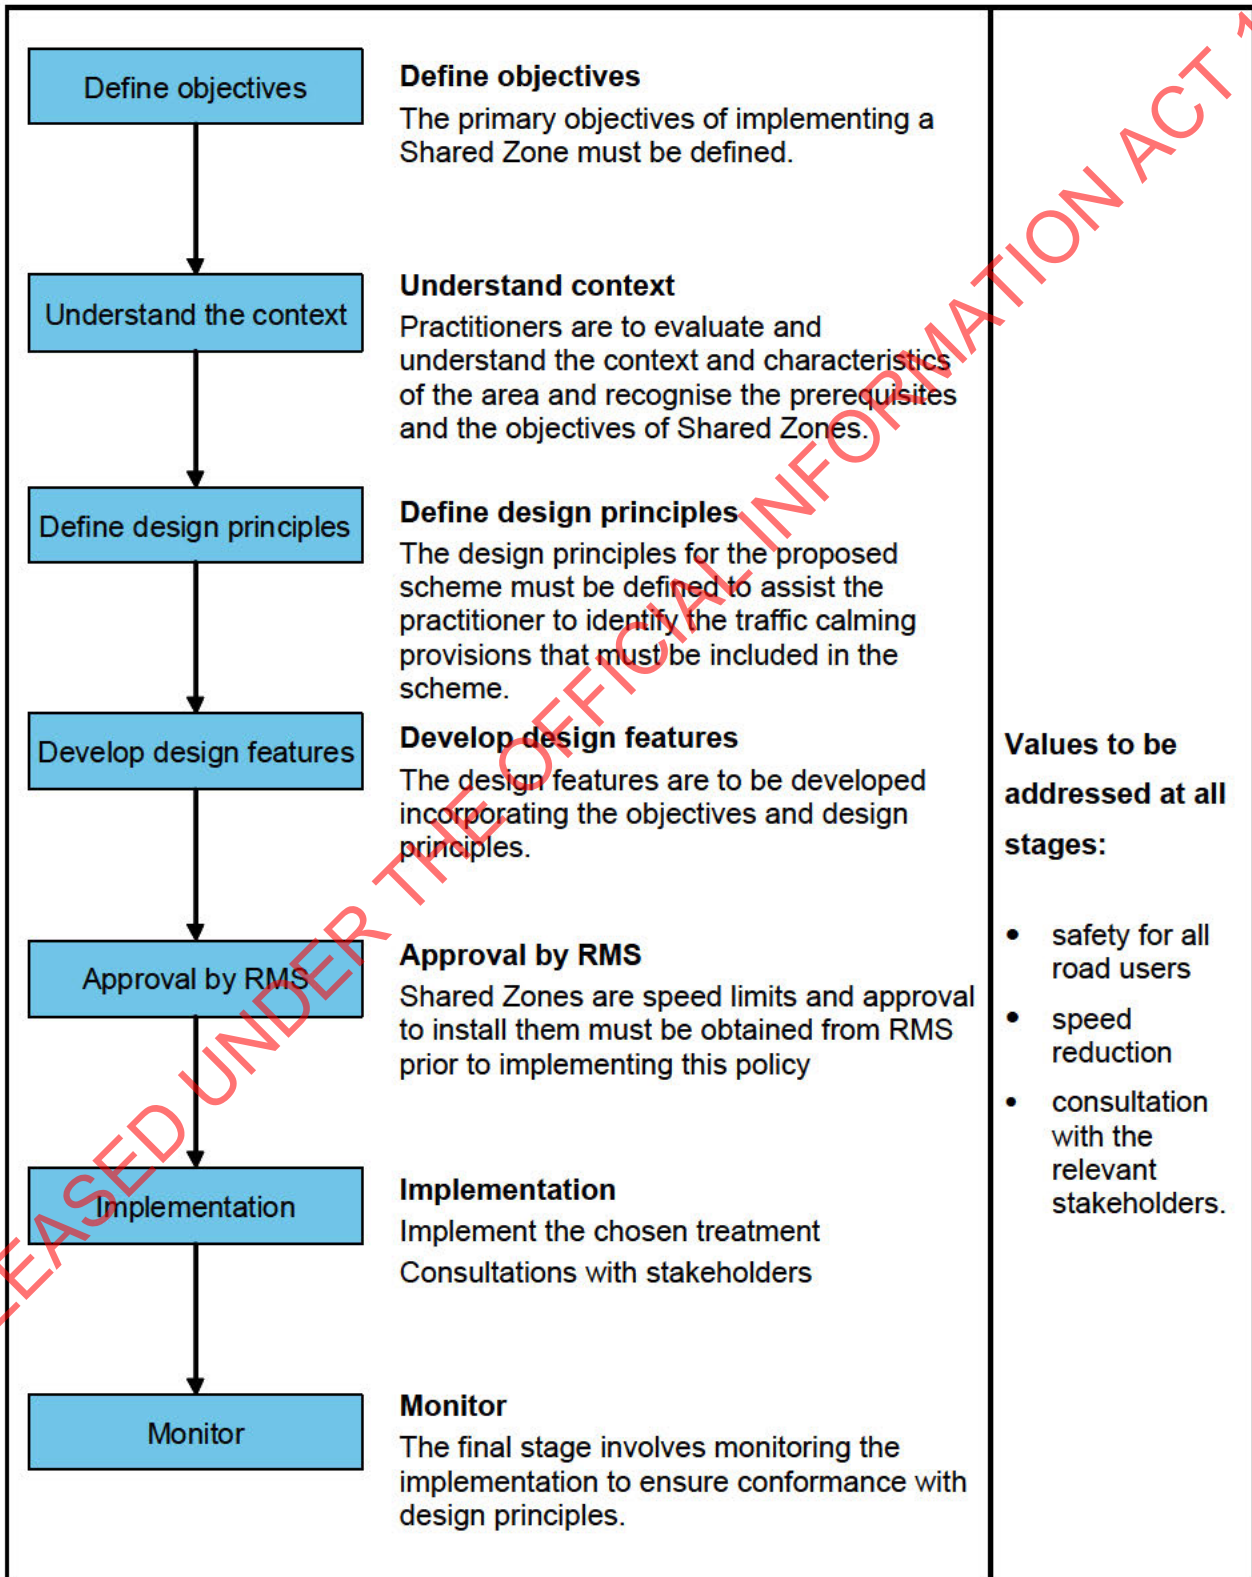 Define objectives
Define objectives
The primary objectives of implementing a
Shared Zone must be defined.
Understand the context
Understand context
Practitioners are to evaluate and
understand the context and characteristics
of the area and recognise the prerequisites
and the objectives of Shared Zones.
Define design principles
Define design principles
The design principles for the proposed
scheme must be defined to assist the
practitioner to identify the traffic calming
provisions that must be included in the
scheme.
Develop design features
Develop design features
The design features are to be developed
incorporating the objectives and design
principles.
Approval by RMS
Approval by RMS
Shared Zones are speed limits and approval
to install them must be obtained from RMS
prior to implementing this policy
Implementation
Implementation
Implement the chosen treatment
Consultations with stakeholders
Monitor
Monitor
The final stage involves monitoring the
implementation to ensure conformance with
design principles.
Values to be
addressed at all
stages:
• safety for all
road users
• speed
reduction
• consultation
with the
relevant
stakeholders.
LEASED UNDER THE OFFICIAL INFORMATION ACT 1